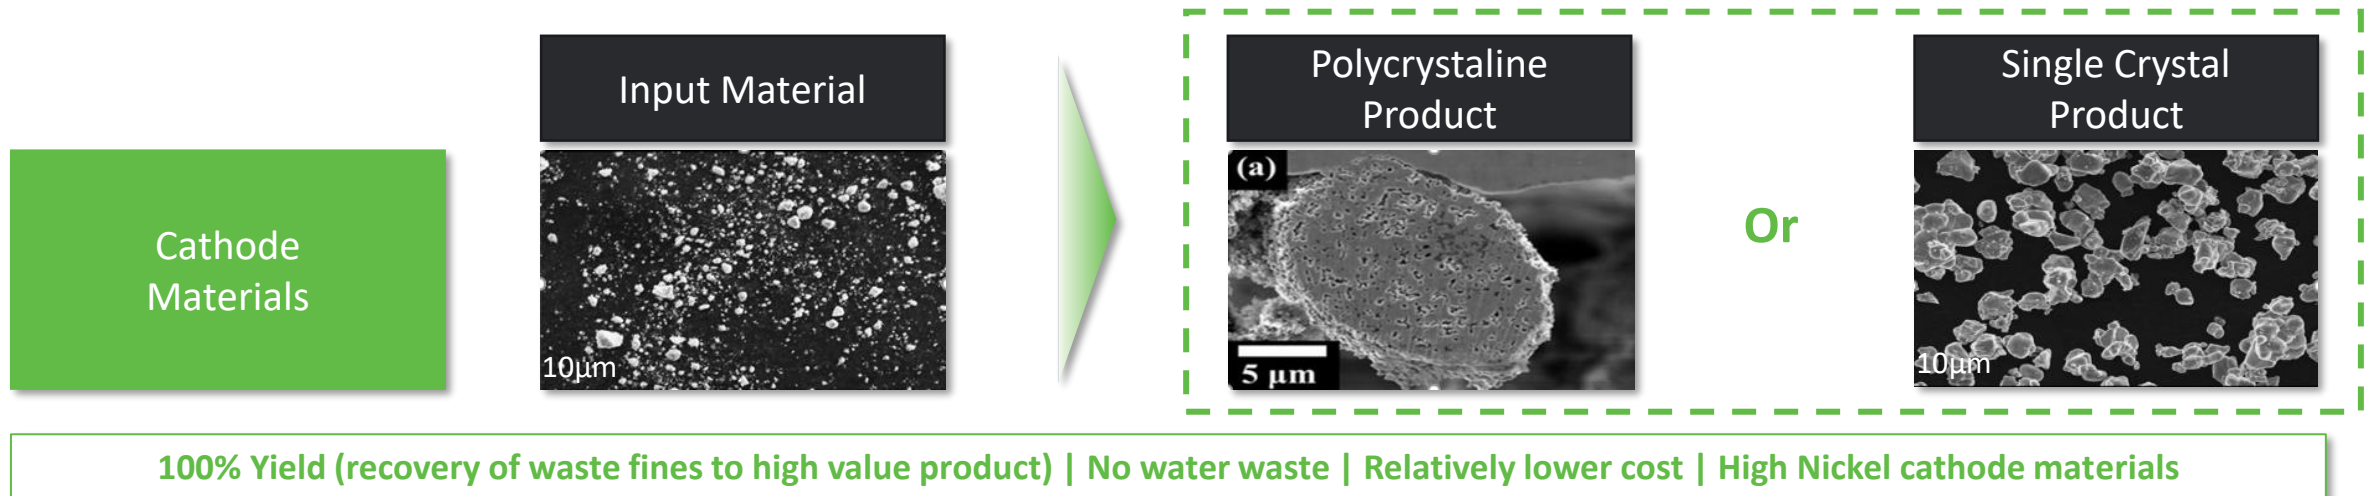 Cathode
Materials
Input Material
10µm
Polycrystaline
Product
(a)
5 µm
Or
Single Crystal
Product
10µm
100% Yield (recovery of waste fines to high value product) | No water waste | Relatively lower cost | High Nickel cathode materials